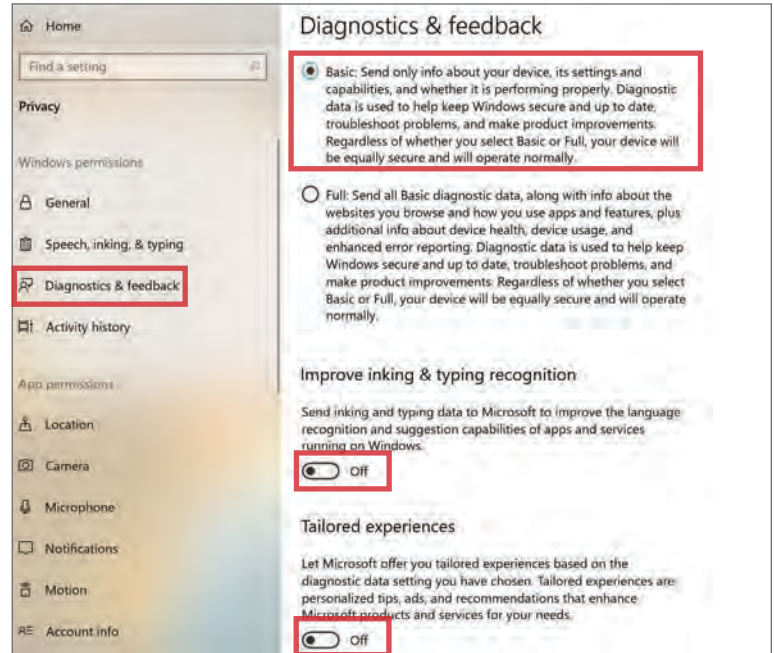 Home
Find a setting
Privacy
Windows permissions
General
Speech, inking, & typing
Diagnostics & feedback
Activity history
App permissions
Location
Camera
Microphone
Notifications
Motion
Account info
Diagnostics & feedback
Basic: Send only info about your device, its settings and
capabilities, and whether it is performing properly. Diagnostic
data is used to help keep Windows secure and up to date,
troubleshoot problems, and make product improvements.
Regardless of whether you select Basic or Full, your device will
be equally secure and will operate normally.
Full: Send all Basic diagnostic data, along with info about the
websites you browse and how you use apps and features, plus
additional info about device health, device usage, and
enhanced error reporting. Diagnostic data is used to help keep
Windows secure and up to date, troubleshoot problems, and
make product improvements. Regardless of whether you select
Basic or Full, your device will be equally secure and will operate
normally.
Improve inking & typing recognition
Send inking and typing data to Microsoft to improve the language
recognition and suggestion capabilities of apps and services
running on Windows.
Off
Tailored experiences
Let Microsoft offer you tailored experiences based on the
diagnostic data setting you have chosen. Tailored experiences are
personalized tips, ads, and recommendations that enhance
Microsoft products and services for your needs.
Off